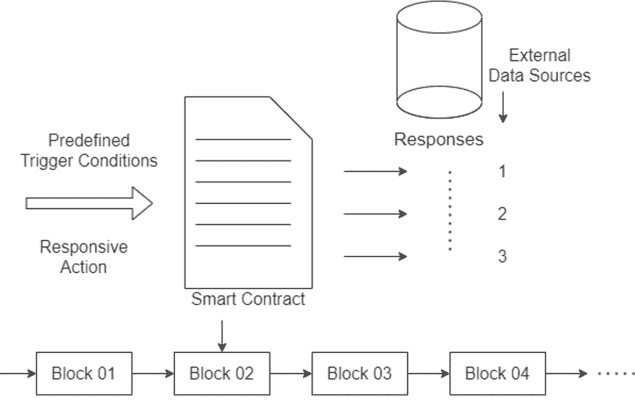 External
Data Sources
Predefined
Trigger Conditions
Responses
1
2
3
Responsive
Action
Smart Contract
Block 01
Block 02
Block 03
Block 04